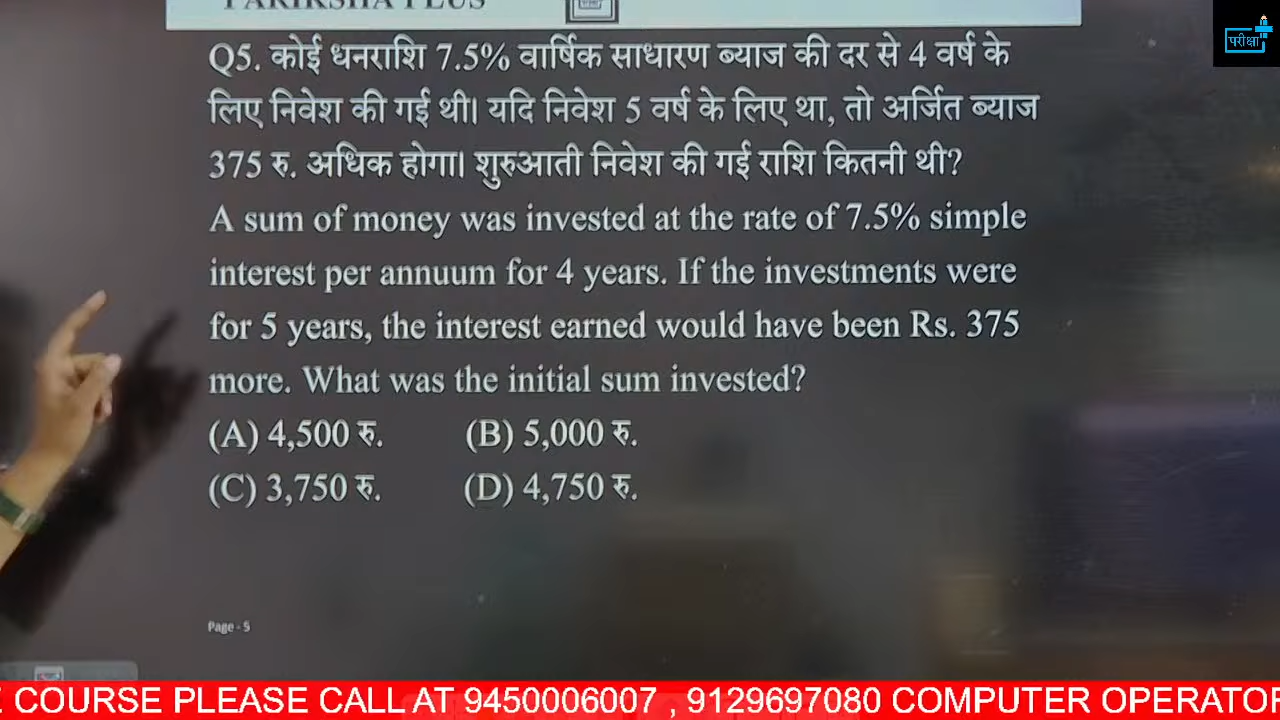 PARIKSHA PLUS
परीक्षा
Q5. कोई धनराशि 7.5% वार्षिक साधारण ब्याज की दर से 4 वर्ष के
लिए निवेश की गई थी। यदि निवेश 5 वर्ष के लिए था, तो अर्जित ब्याज
375 रु. अधिक होगा। शुरुआती निवेश की गई राशि कितनी थी?
A sum of money was invested at the rate of 7.5% simple
interest per annuum for 4 years. If the investments were
for 5 years, the interest earned would have been Rs. 375
more. What was the initial sum invested?
(A) 4,500 रु. (B) 5,000 रु.
(C) 3,750 रु. (D) 4,750 रु.
Page - 5
COURSE PLEASE CALL AT 9450006007 , 9129697080 COMPUTER OPERATOR